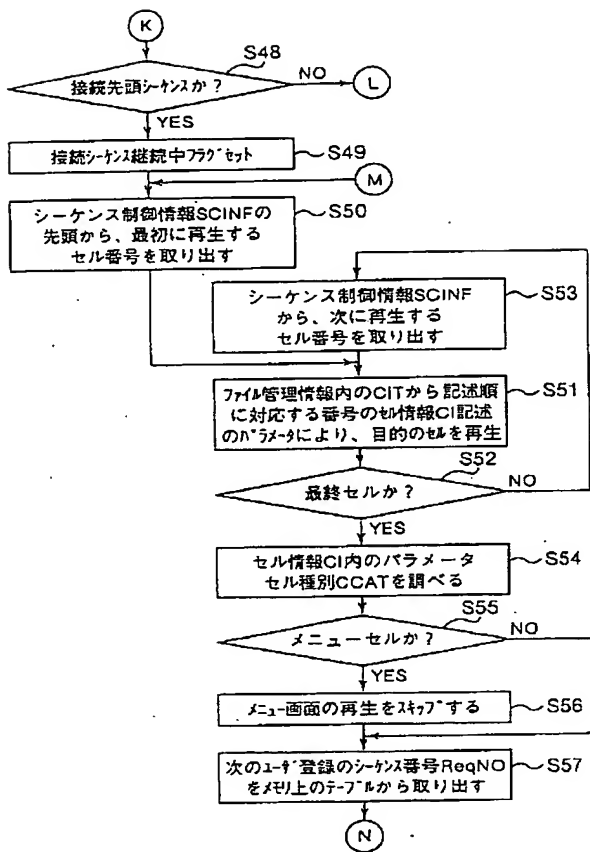 K
S48
接続先頭シーケンスか？
NO
L
YES
接続シーケンス継続中フラグセット
S49
M
シーケンス制御情報SCINFの
先頭から、最初に再生する
セル番号を取り出す
S50
シーケンス制御情報SCINF
から、次に再生する
セル番号を取り出す
S53
ファイル管理情報内のCITから記述順
に対応する番号のセル情報CI記述
のパラメータにより、目的のセルを再生
S51
S52
最終セルか？
NO
YES
セル情報CI内のパラメータ
セル種別CCATを調べる
S54
S55
メニューセルか？
NO
YES
メニュー画面の再生をスキップする
S56
次のユーザ登録のシーケンス番号ReqNO
をメモリ上のテーブルから取り出す
S57
N